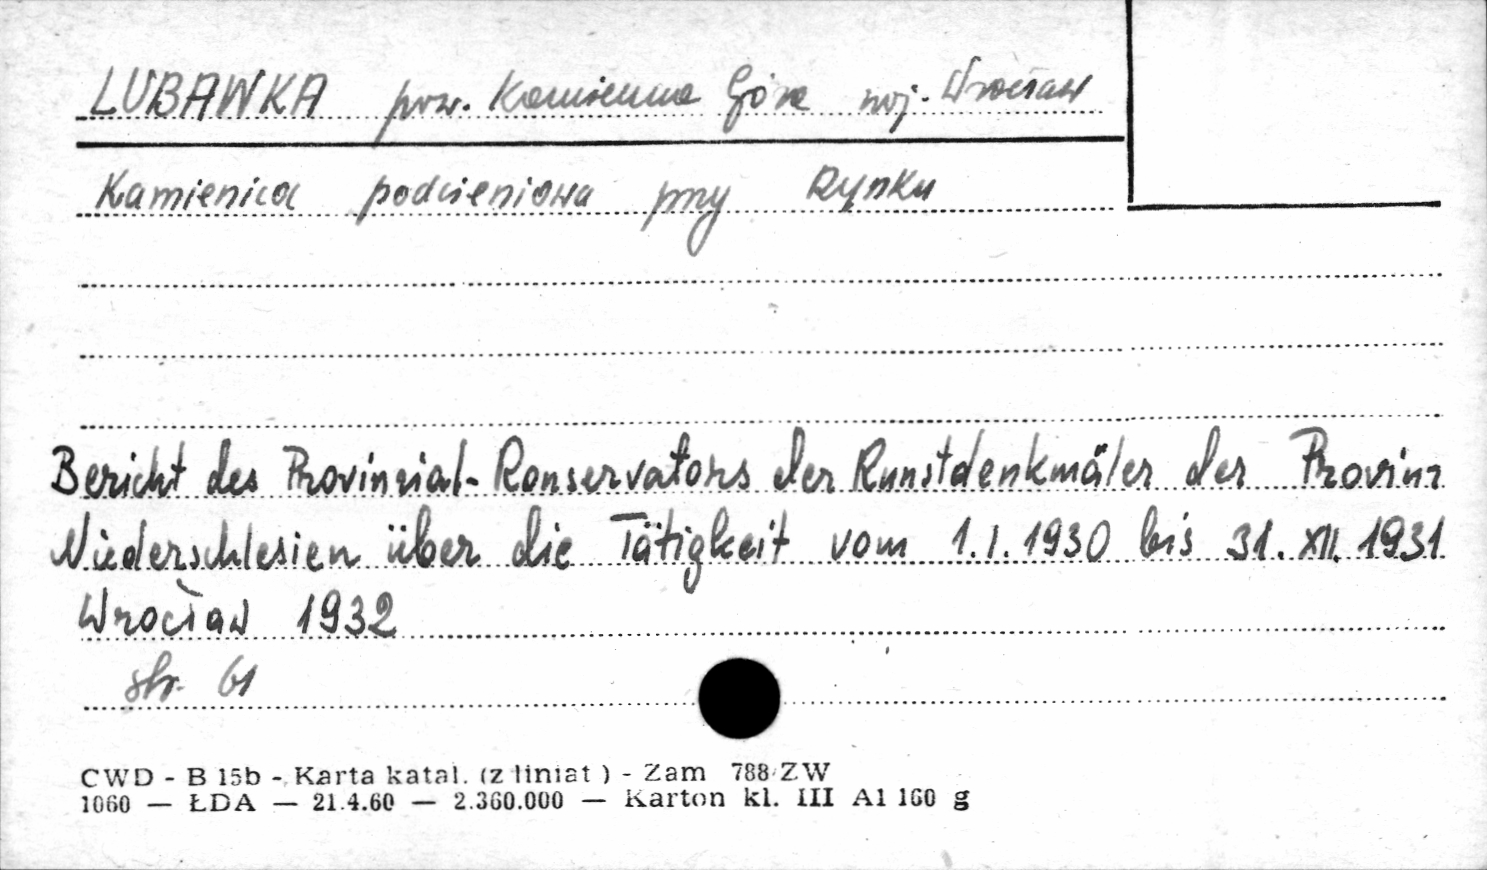 LUBAWKA pow. Kamienna Góra woj. Wrocław
Kamienica podcieniowa przy Rynku
Bericht des Provinzial-Konservators der Kunstdenkmäler der Provinz
Niederschlesien über die Tätigkeit vom 1.I.1930 bis 31.XII.1931
Wrocław 1932
str. 61
CWD - B 15b - Karta katal. (z liniat ) - Zam 788 ZW
1060 — ŁDA — 21.4.60 — 2.360.000 — Karton kl. III A1 160 g